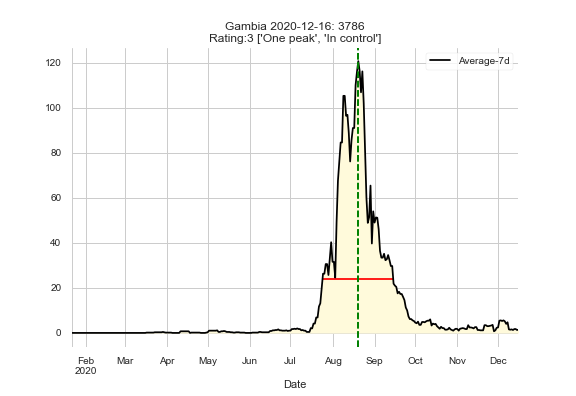 Gambia 2020-12-16: 3786
Rating:3 ['One peak', 'In control']
Average-7d
120
100
80
60
40
20
0
Feb Mar Apr May Jun Jul Aug Sep Oct Nov Dec
2020
Date